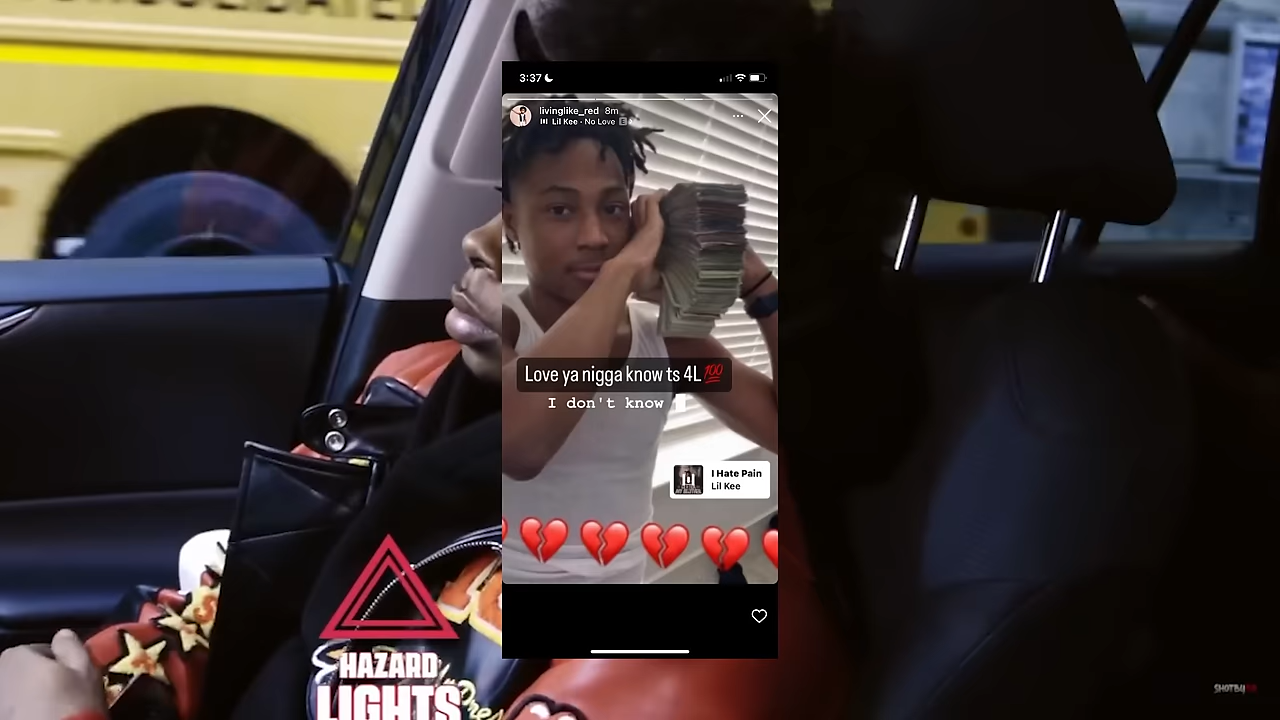 3:37
livinglike_red 8m
Lil Kee · No Love E
Love ya nigga know ts 4L💯
I don't know
I Hate Pain
Lil Kee
HAZARD
LIGHTS